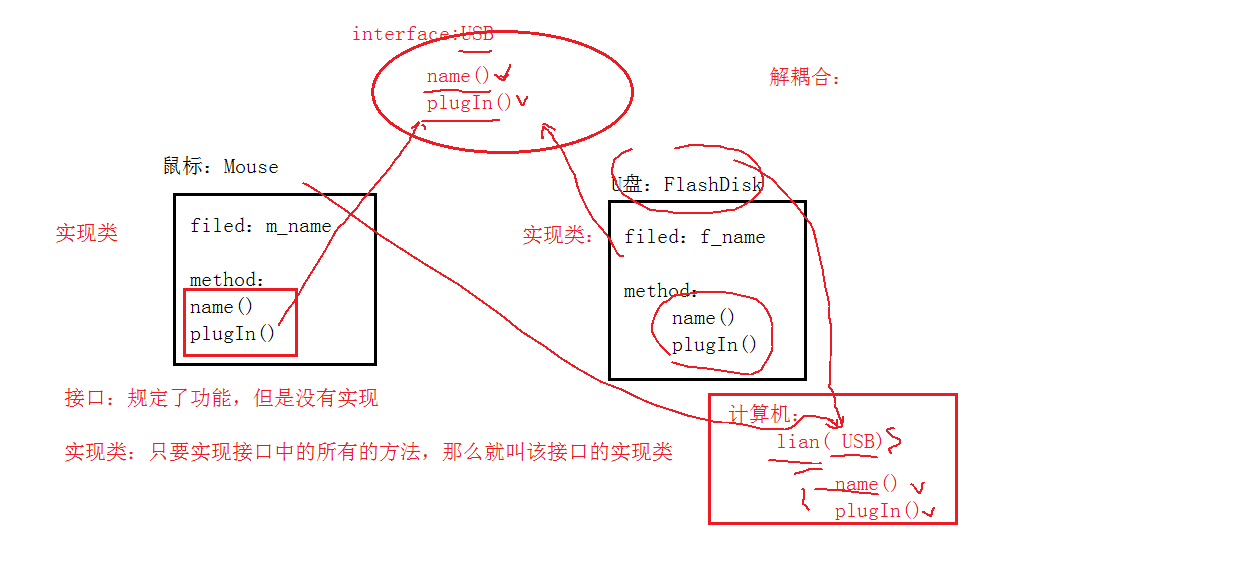 interface:USB
name()
plugIn()
解耦合：
鼠标：Mouse
实现类
filed：m_name
method：
name()
plugIn()
U盘：FlashDisk
实现类：
filed：f_name
method：
name()
plugIn()
接口：规定了功能，但是没有实现
实现类：只要实现接口中的所有的方法，那么就叫该接口的实现类
计算机：
lian( USB)
name()
plugIn()